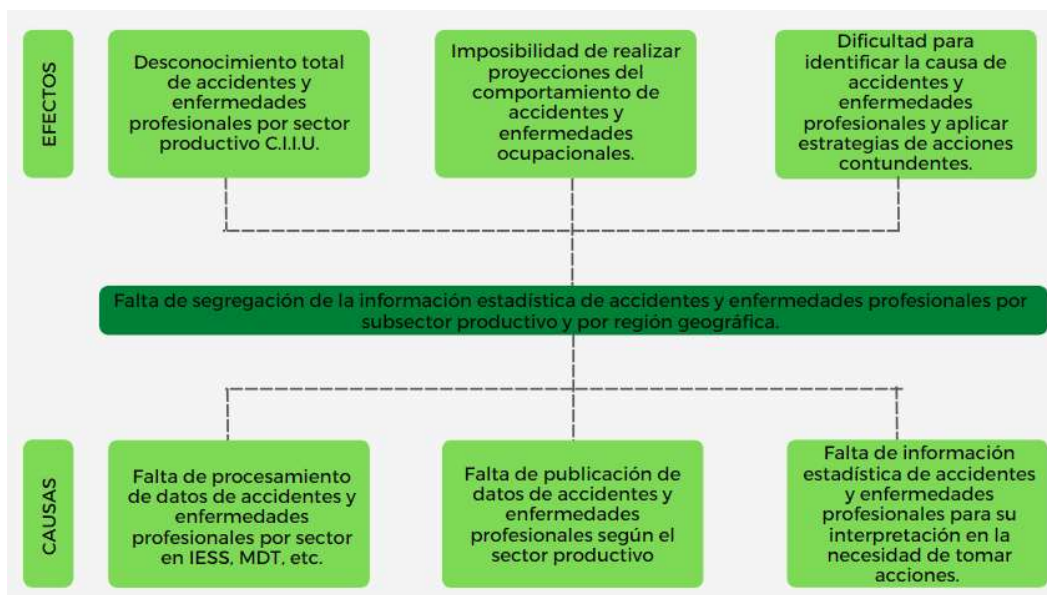 EFECTOS
Desconocimiento total
de accidentes y
enfermedades
profesionales por sector
productivo C.I.I.U.
Imposibilidad de realizar
proyecciones del
comportamiento de
accidentes y
enfermedades
ocupacionales.
Dificultad para
identificar la causa de
accidentes y
enfermedades
profesionales y aplicar
estrategias de acciones
contundentes.
Falta de segregación de la información estadística de accidentes y enfermedades profesionales por
subsector productivo y por región geográfica.
CAUSAS
Falta de procesamiento
de datos de accidentes y
enfermedades
profesionales por sector
en IESS, MDT, etc.
Falta de publicación de
datos de accidentes y
enfermedades
profesionales según el
sector productivo
Falta de información
estadística de accidentes
y enfermedades
profesionales para su
interpretación en la
necesidad de tomar
acciones.